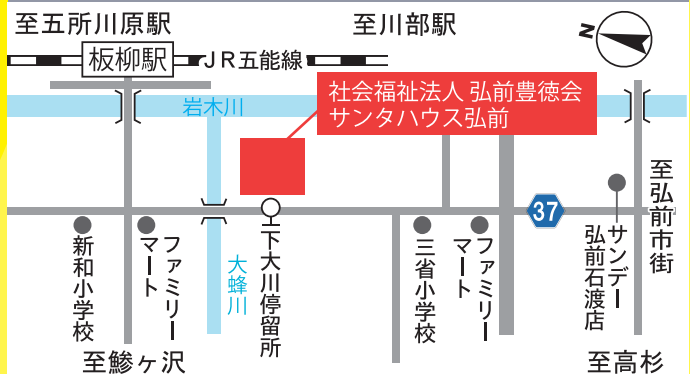 至五所川原駅
至川部駅
N
板柳駅
JR五能線
社会福祉法人 弘前豊徳会
サンタハウス弘前
岩木川
至弘前市街
37
新和小学校
ファミリー
マート
大蜂川
下大川停留所
三省小学校
ファミリー
マート
サンデー
弘前石渡店
至鰺ヶ沢
至高杉